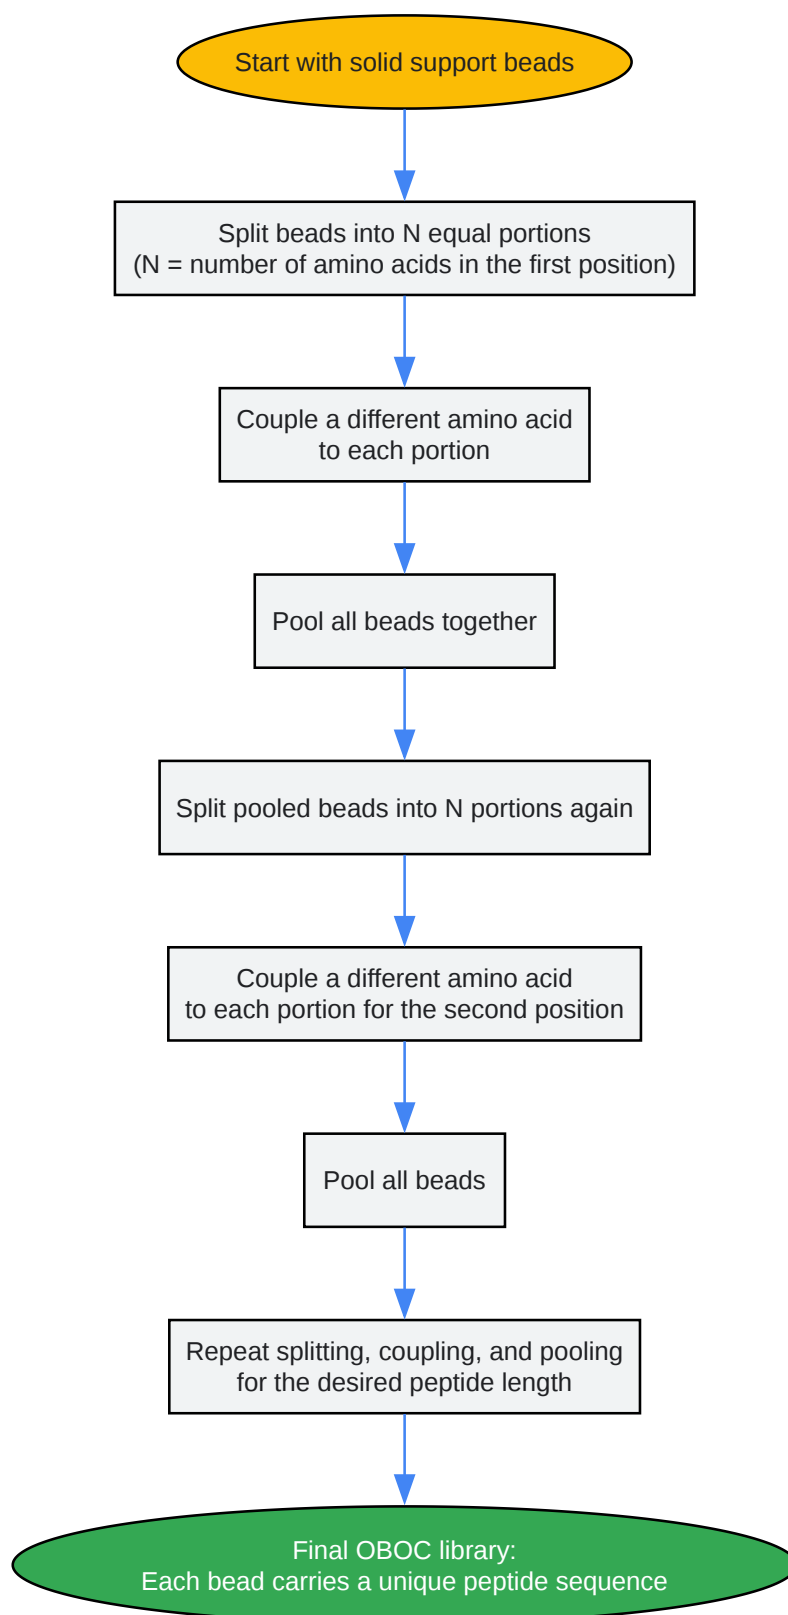 Start with solid support beads
Split beads into N equal portions
(N = number of amino acids in the first position)
Couple a different amino acid
to each portion
Pool all beads together
Split pooled beads into N portions again
Couple a different amino acid
to each portion for the second position
Pool all beads
Repeat splitting, coupling, and pooling
for the desired peptide length
Final OBOC library:
Each bead carries a unique peptide sequence